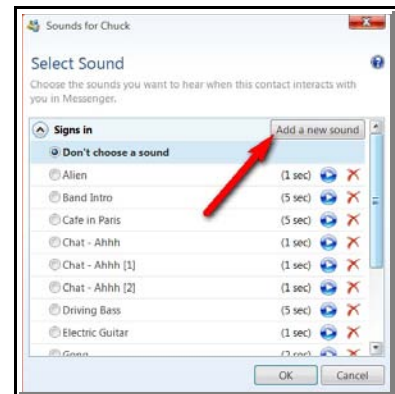 Sounds for Chuck
Select Sound
Choose the sounds you want to hear when this contact interacts with
you in Messenger.
Signs in Add a new sound
Don't choose a sound
Alien (1 sec)
Band Intro (5 sec)
Cafe in Paris (5 sec)
Chat - Ahhh (1 sec)
Chat - Ahhh [1] (1 sec)
Chat - Ahhh [2] (1 sec)
Driving Bass (5 sec)
Electric Guitar (1 sec)
Gong (2 sec)
OK Cancel